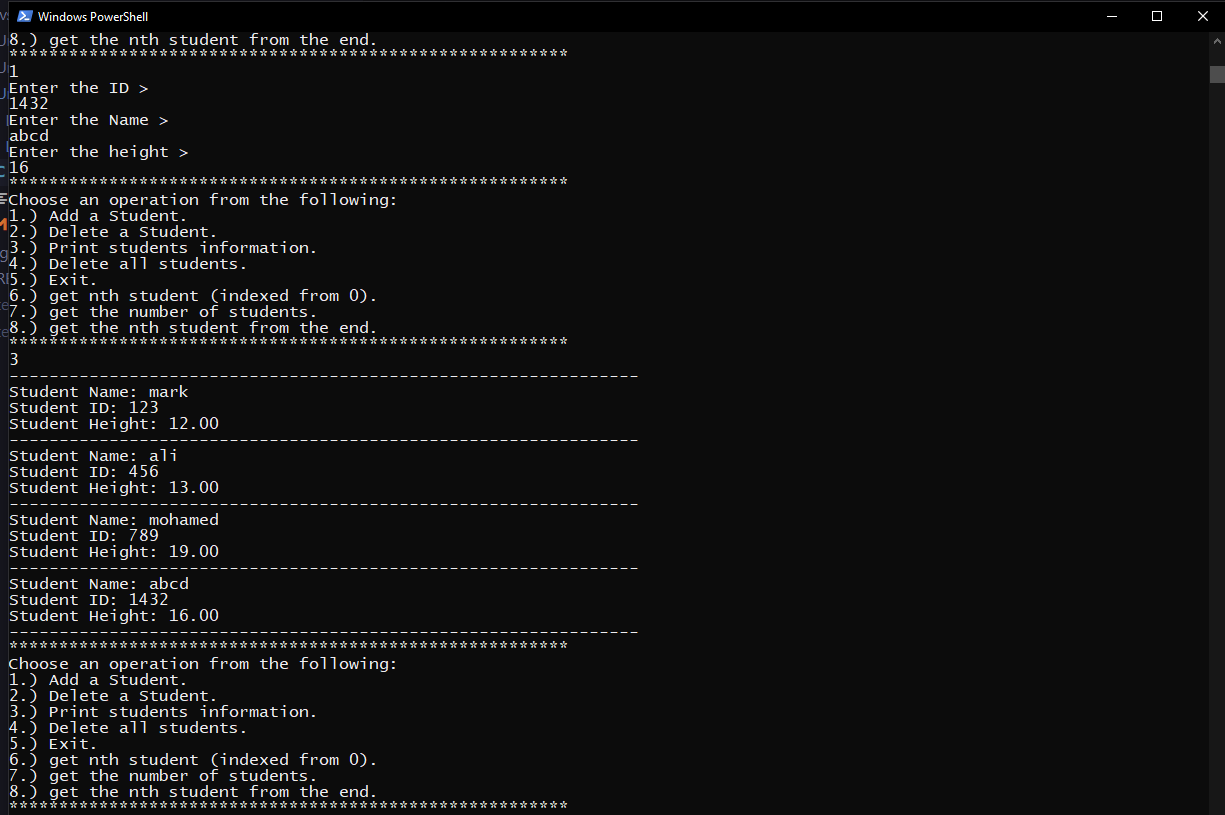 Windows PowerShell
8.) get the nth student from the end.
********************************************************
1
Enter the ID >
1432
Enter the Name >
abcd
Enter the height >
16
********************************************************
Choose an operation from the following:
1.) Add a Student.
2.) Delete a Student.
3.) Print students information.
4.) Delete all students.
5.) Exit.
6.) get nth student (indexed from 0).
7.) get the number of students.
8.) get the nth student from the end.
********************************************************
3
---------------------------------------------------------------
Student Name: mark
Student ID: 123
Student Height: 12.00
---------------------------------------------------------------
Student Name: ali
Student ID: 456
Student Height: 13.00
---------------------------------------------------------------
Student Name: mohamed
Student ID: 789
Student Height: 19.00
---------------------------------------------------------------
Student Name: abcd
Student ID: 1432
Student Height: 16.00
---------------------------------------------------------------
********************************************************
Choose an operation from the following:
1.) Add a Student.
2.) Delete a Student.
3.) Print students information.
4.) Delete all students.
5.) Exit.
6.) get nth student (indexed from 0).
7.) get the number of students.
8.) get the nth student from the end.
********************************************************